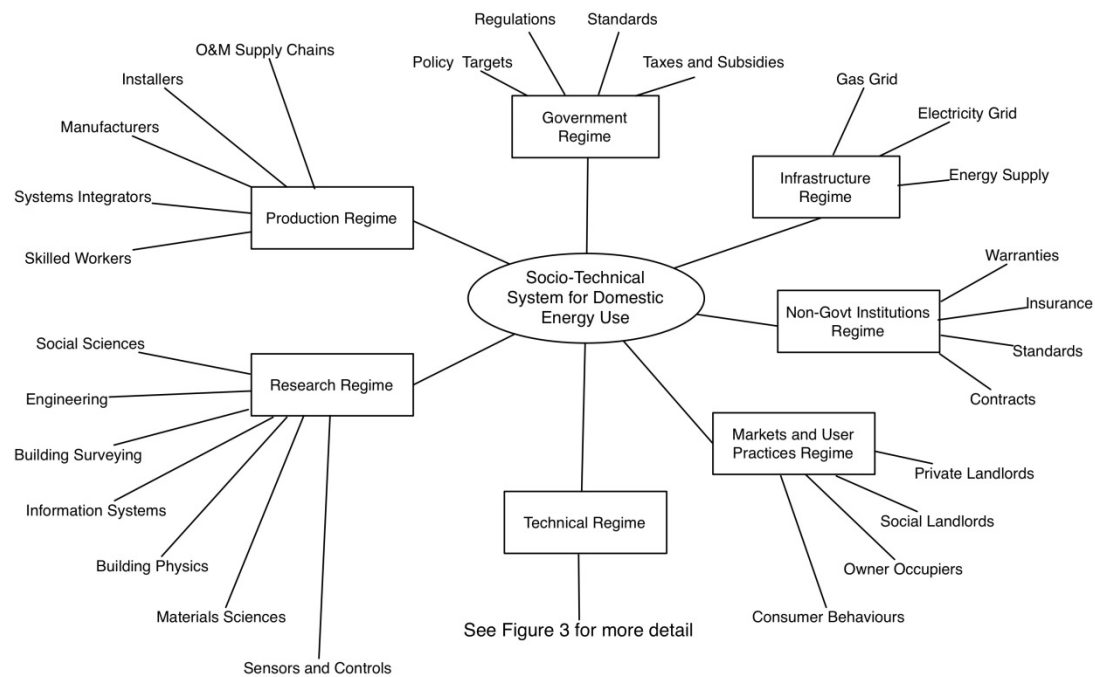 Regulations
Standards
Policy Targets
Taxes and Subsidies
Government
Regime
O&M Supply Chains
Installers
Manufacturers
Systems Integrators
Skilled Workers
Production Regime
Gas Grid
Electricity Grid
Energy Supply
Infrastructure
Regime
Socio-Technical
System for Domestic
Energy Use
Warranties
Insurance
Standards
Contracts
Non-Govt Institutions
Regime
Social Sciences
Engineering
Building Surveying
Information Systems
Building Physics
Materials Sciences
Sensors and Controls
Research Regime
Markets and User
Practices Regime
Private Landlords
Social Landlords
Owner Occupiers
Consumer Behaviours
Technical Regime
See Figure 3 for more detail